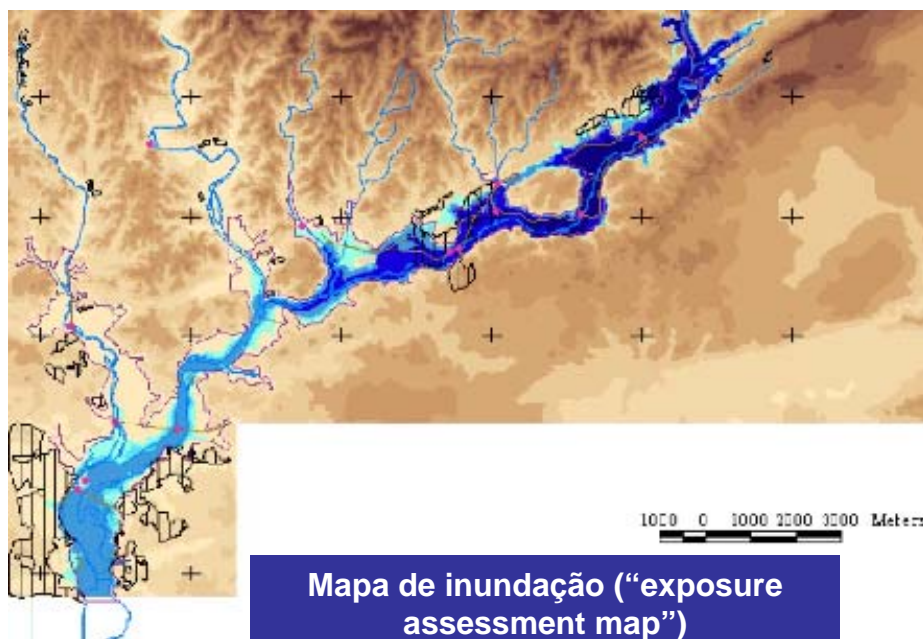 1000 0 1000 2000 3000 Meters
Mapa de inundação (“exposure
assessment map”)